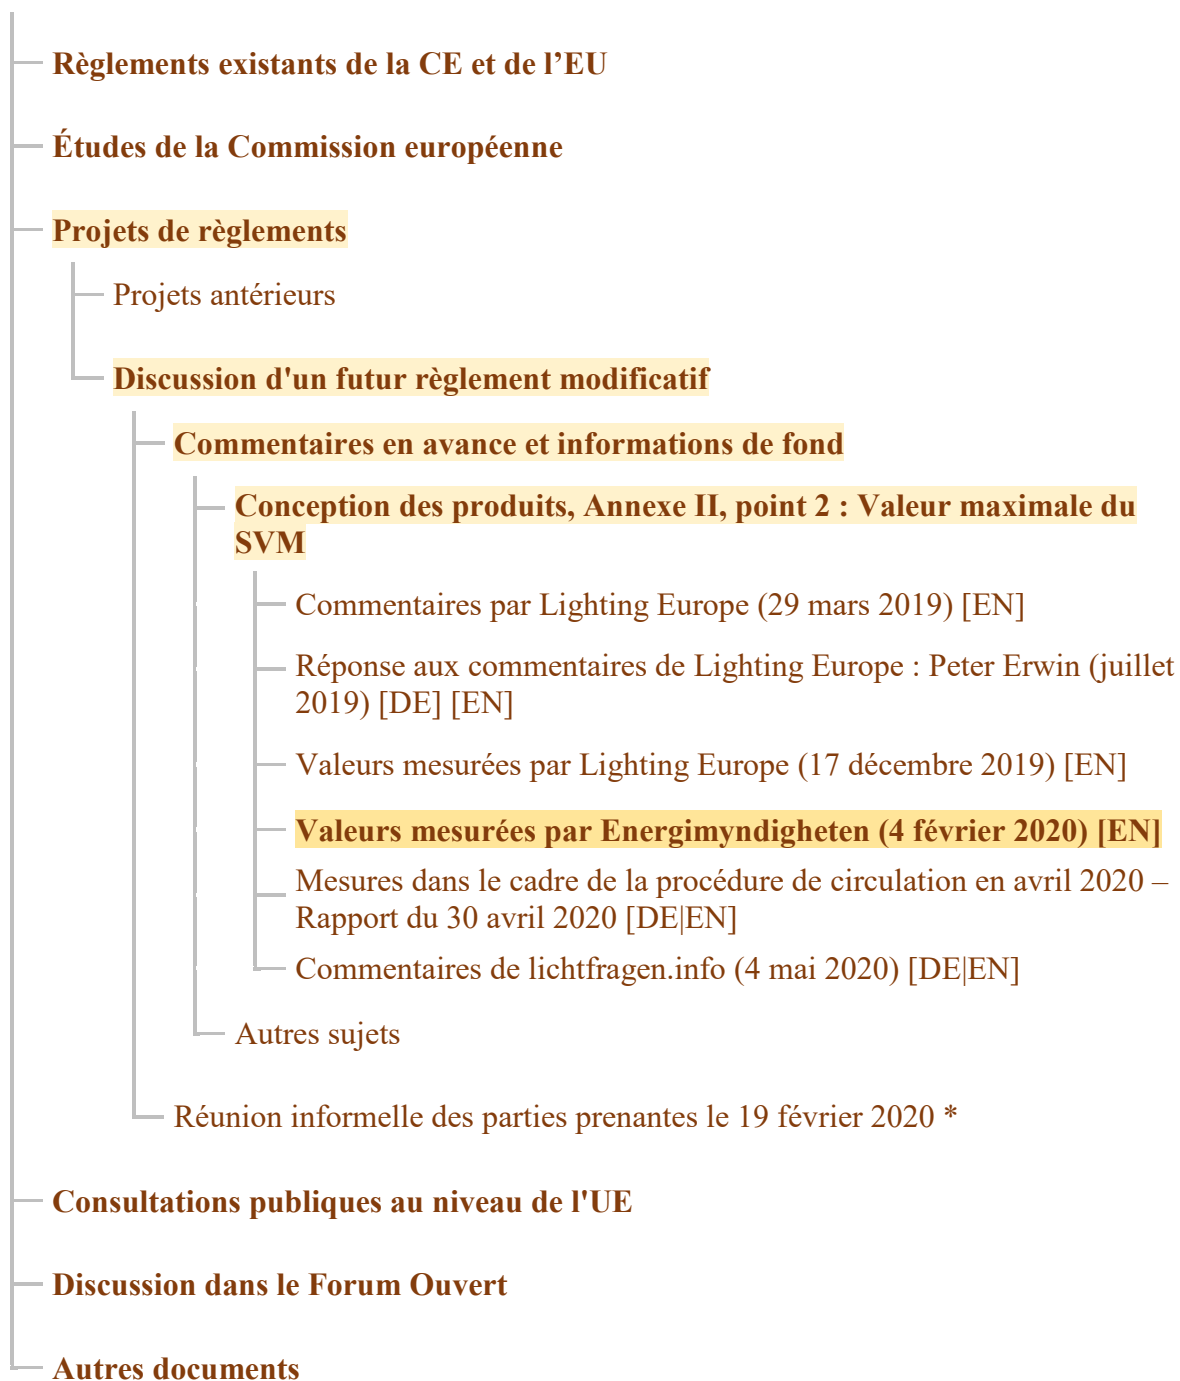 Règlements existants de la CE et de l’EU
Études de la Commission européenne
Projets de règlements
Projets antérieurs
Discussion d'un futur règlement modificatif
Commentaires en avance et informations de fond
Conception des produits, Annexe II, point 2 : Valeur maximale du
SVM
Commentaires par Lighting Europe (29 mars 2019) [EN]
Réponse aux commentaires de Lighting Europe : Peter Erwin (juillet
2019) [DE] [EN]
Valeurs mesurées par Lighting Europe (17 décembre 2019) [EN]
Valeurs mesurées par Energimyndigheten (4 février 2020) [EN]
Mesures dans le cadre de la procédure de circulation en avril 2020 –
Rapport du 30 avril 2020 [DE|EN]
Commentaires de lichtfragen.info (4 mai 2020) [DE|EN]
Autres sujets
Réunion informelle des parties prenantes le 19 février 2020 *
Consultations publiques au niveau de l'UE
Discussion dans le Forum Ouvert
Autres documents